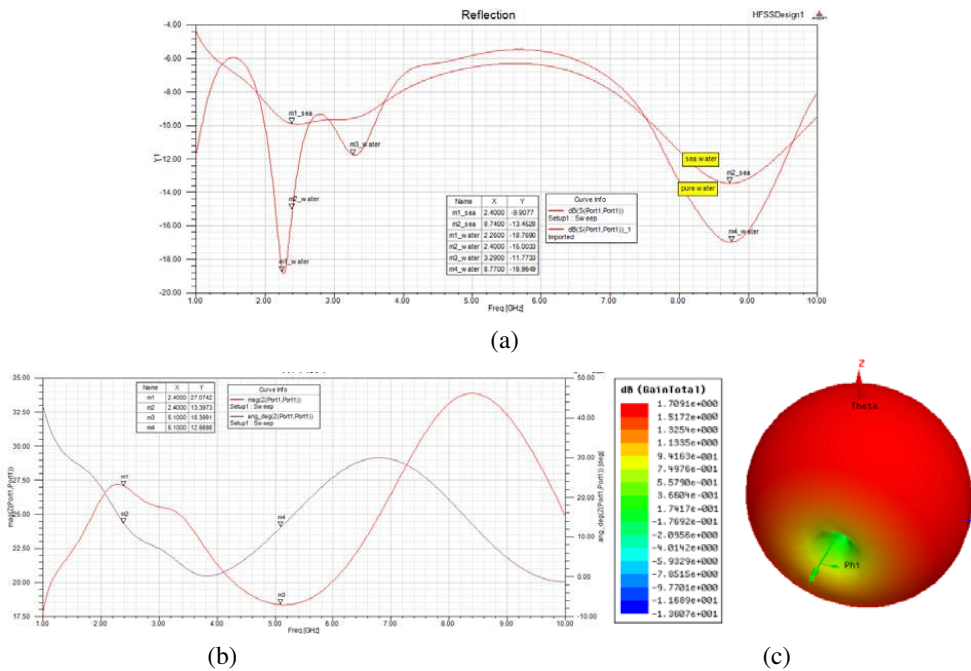 Reflection
HFSSDesign1
-4.00
-6.00
-8.00
-10.00
-12.00
-14.00
-16.00
-18.00
-20.00
Y1
m1_sea
m3_water
m2_water
m1_water
sea water
pure water
m2_sea
m4_water
Name X Y
m1_sea 2.4000 -9.9077
m2_sea 8.7400 -13.4528
m1_water 2.2600 -18.7690
m2_water 2.4000 -15.0033
m3_water 3.2900 -11.7733
m4_water 8.7700 -16.9649
Curve Info
dB(S(Port1,Port1))
Setup1 : Sweep
dB(S(Port1,Port1))_1
Imported
1.00 2.00 3.00 4.00 5.00 6.00 7.00 8.00 9.00 10.00
Freq [GHz]
(a)
35.00
32.50
30.00
27.50
25.00
22.50
20.00
17.50
mag(Z(Port1,Port1))
Name X Y
m1 2.4000 27.0742
m2 2.4000 13.3973
m3 5.1000 18.3991
m4 5.1000 12.5698
Curve Info
mag(Z(Port1,Port1))
Setup1 : Sweep
ang_deg(Z(Port1,Port1))
Setup1 : Sweep
m1
m2
m4
m3
50.00
40.00
30.00
20.00
10.00
0.00
-10.00
ang_deg(Z(Port1,Port1)) [deg]
1.00 2.00 3.00 4.00 5.00 6.00 7.00 8.00 9.00 10.00
Freq [GHz]
(b)
dB (GainTotal)
1.7091e+000
1.5172e+000
1.3254e+000
1.1335e+000
9.4163e-001
7.4976e-001
5.5790e-001
3.6604e-001
1.7417e-001
-1.7692e-002
-2.0956e-001
-4.0142e-001
-5.9329e-001
-7.8515e-001
-9.7701e-001
-1.1689e+000
-1.3607e+000
Z
Theta
Phi
(c)